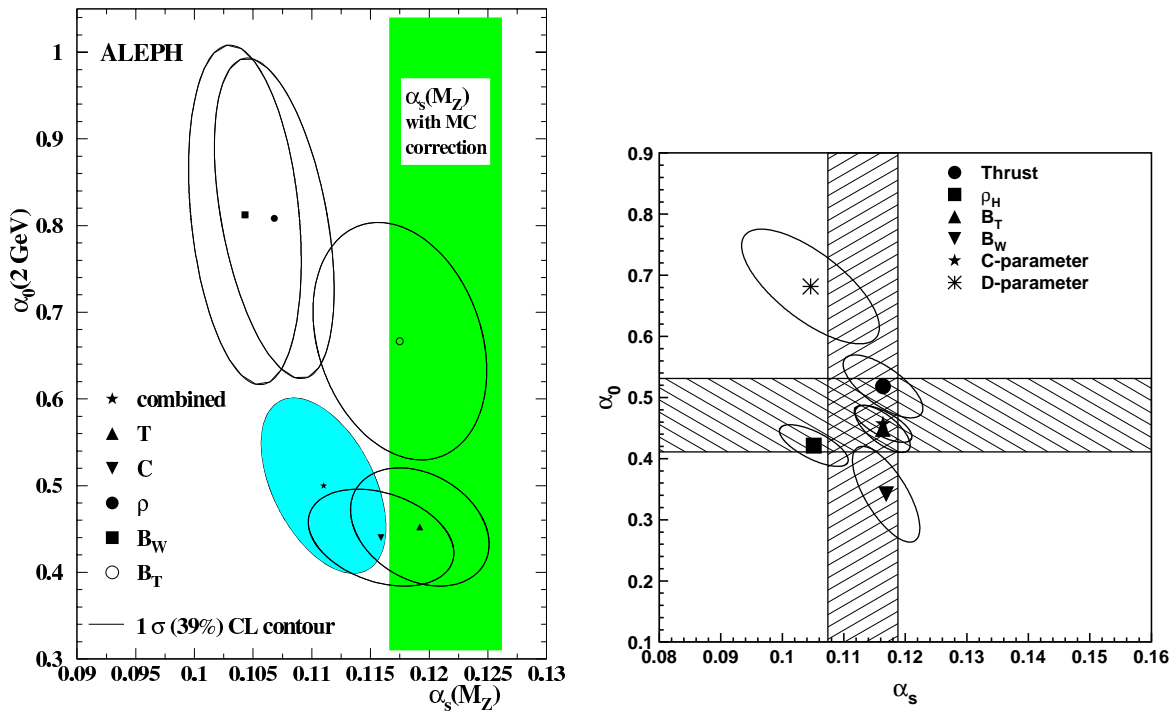 ALEPH
αs(MZ)
with MC
correction
combined
T
C
ρ
BW
BT
1 σ (39%) CL contour
α0(2 GeV)
1
0.9
0.8
0.7
0.6
0.5
0.4
0.3
0.09 0.095 0.1 0.105 0.11 0.115 0.12 0.125 0.13
αs(MZ)
Thrust
ρH
BT
BW
C-parameter
D-parameter
α0
0.9
0.8
0.7
0.6
0.5
0.4
0.3
0.2
0.1
0.08 0.09 0.10 0.11 0.12 0.13 0.14 0.15 0.16
αs